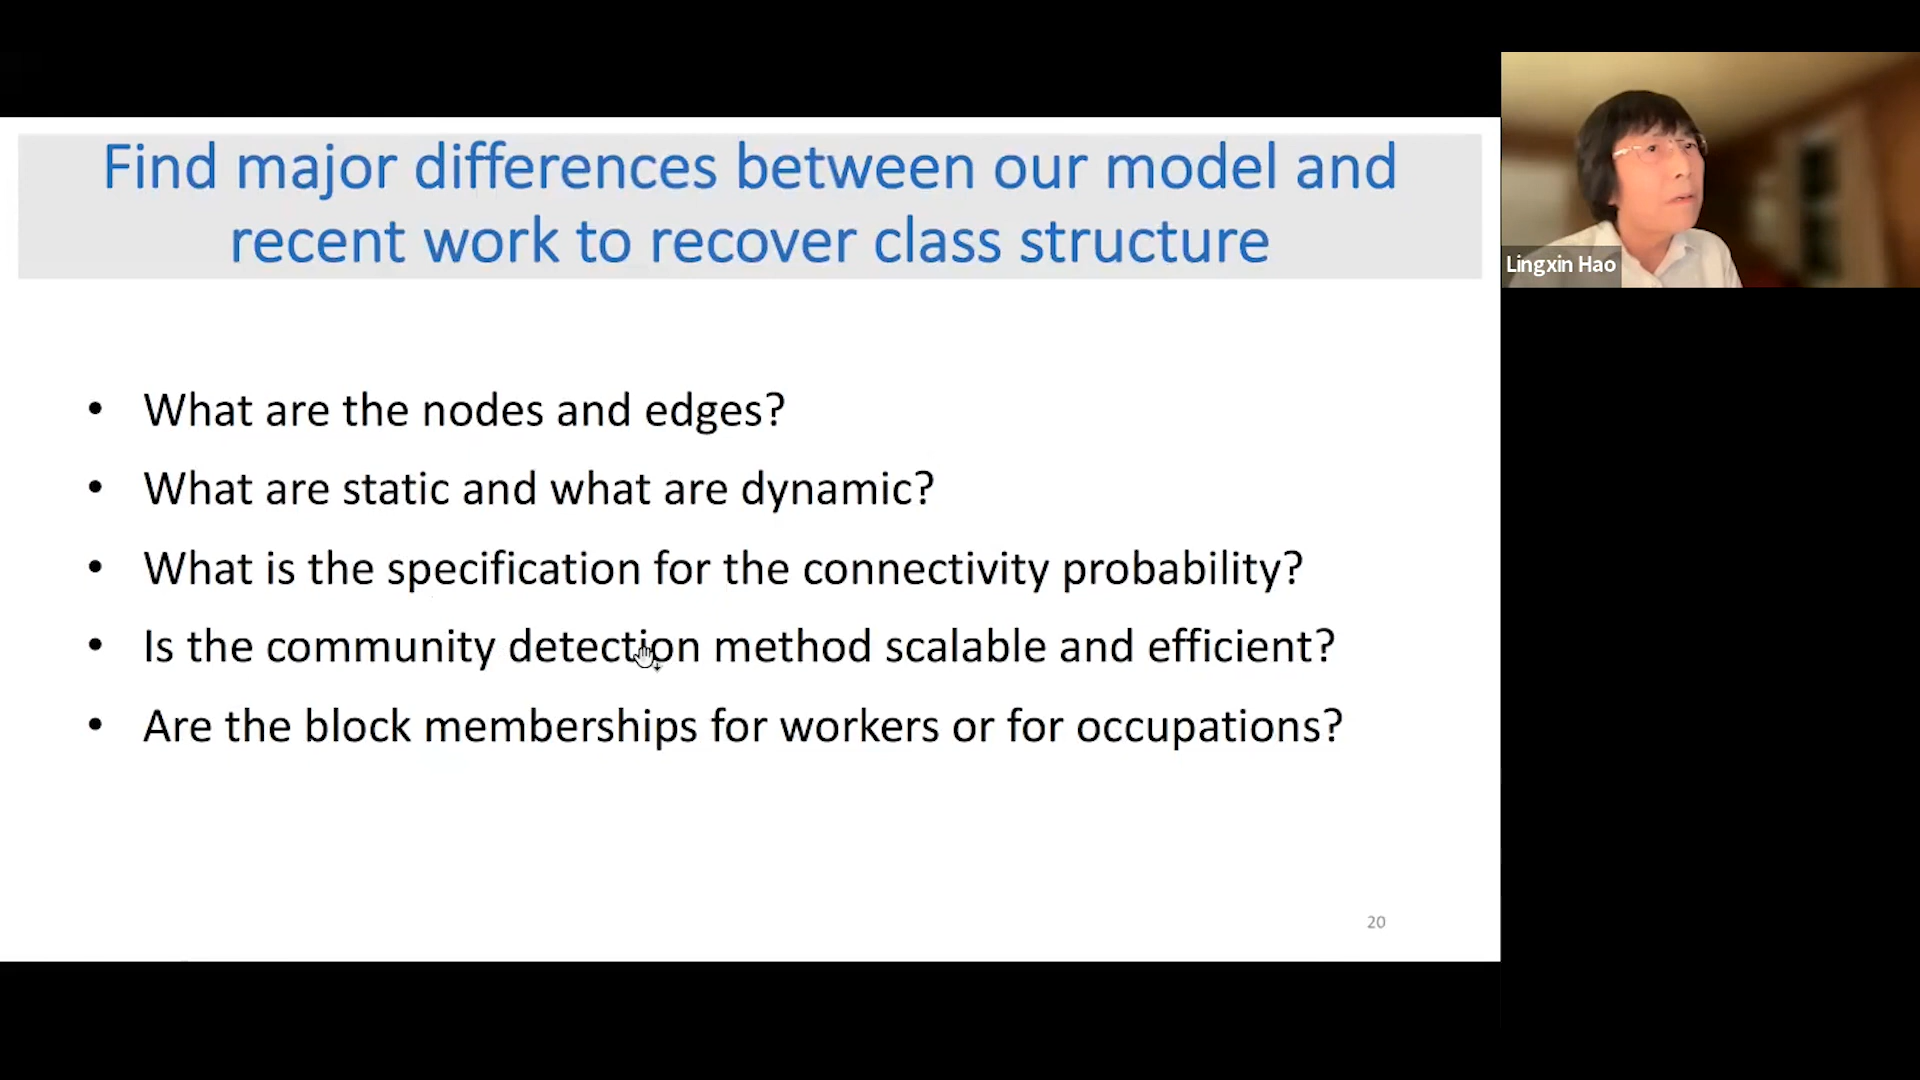 Find major differences between our model and
recent work to recover class structure
• What are the nodes and edges?
• What are static and what are dynamic?
• What is the specification for the connectivity probability?
• Is the community detection method scalable and efficient?
• Are the block memberships for workers or for occupations?
20
Lingxin Hao